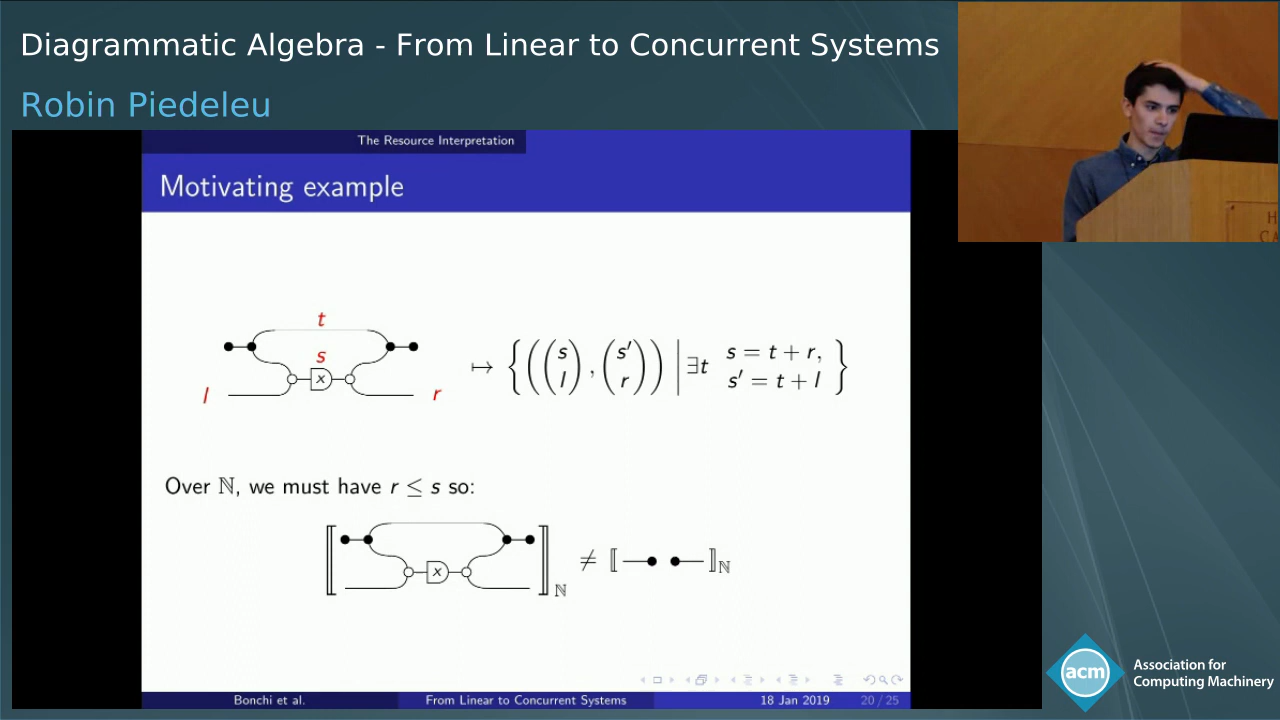 Diagrammatic Algebra - From Linear to Concurrent Systems
Robin Piedeleu
The Resource Interpretation
Motivating example
t
s
x
l
r
↦ { ( ( s l ) , ( s′ r ) ) | ∃t s = t + r, s′ = t + l }
Over ℕ, we must have r ≤ s so:
⟦ x ⟧ℕ ≠ ⟦ ⟧ℕ
Bonchi et al.
From Linear to Concurrent Systems
18 Jan 2019
20 / 25
acm
Association for
Computing Machinery